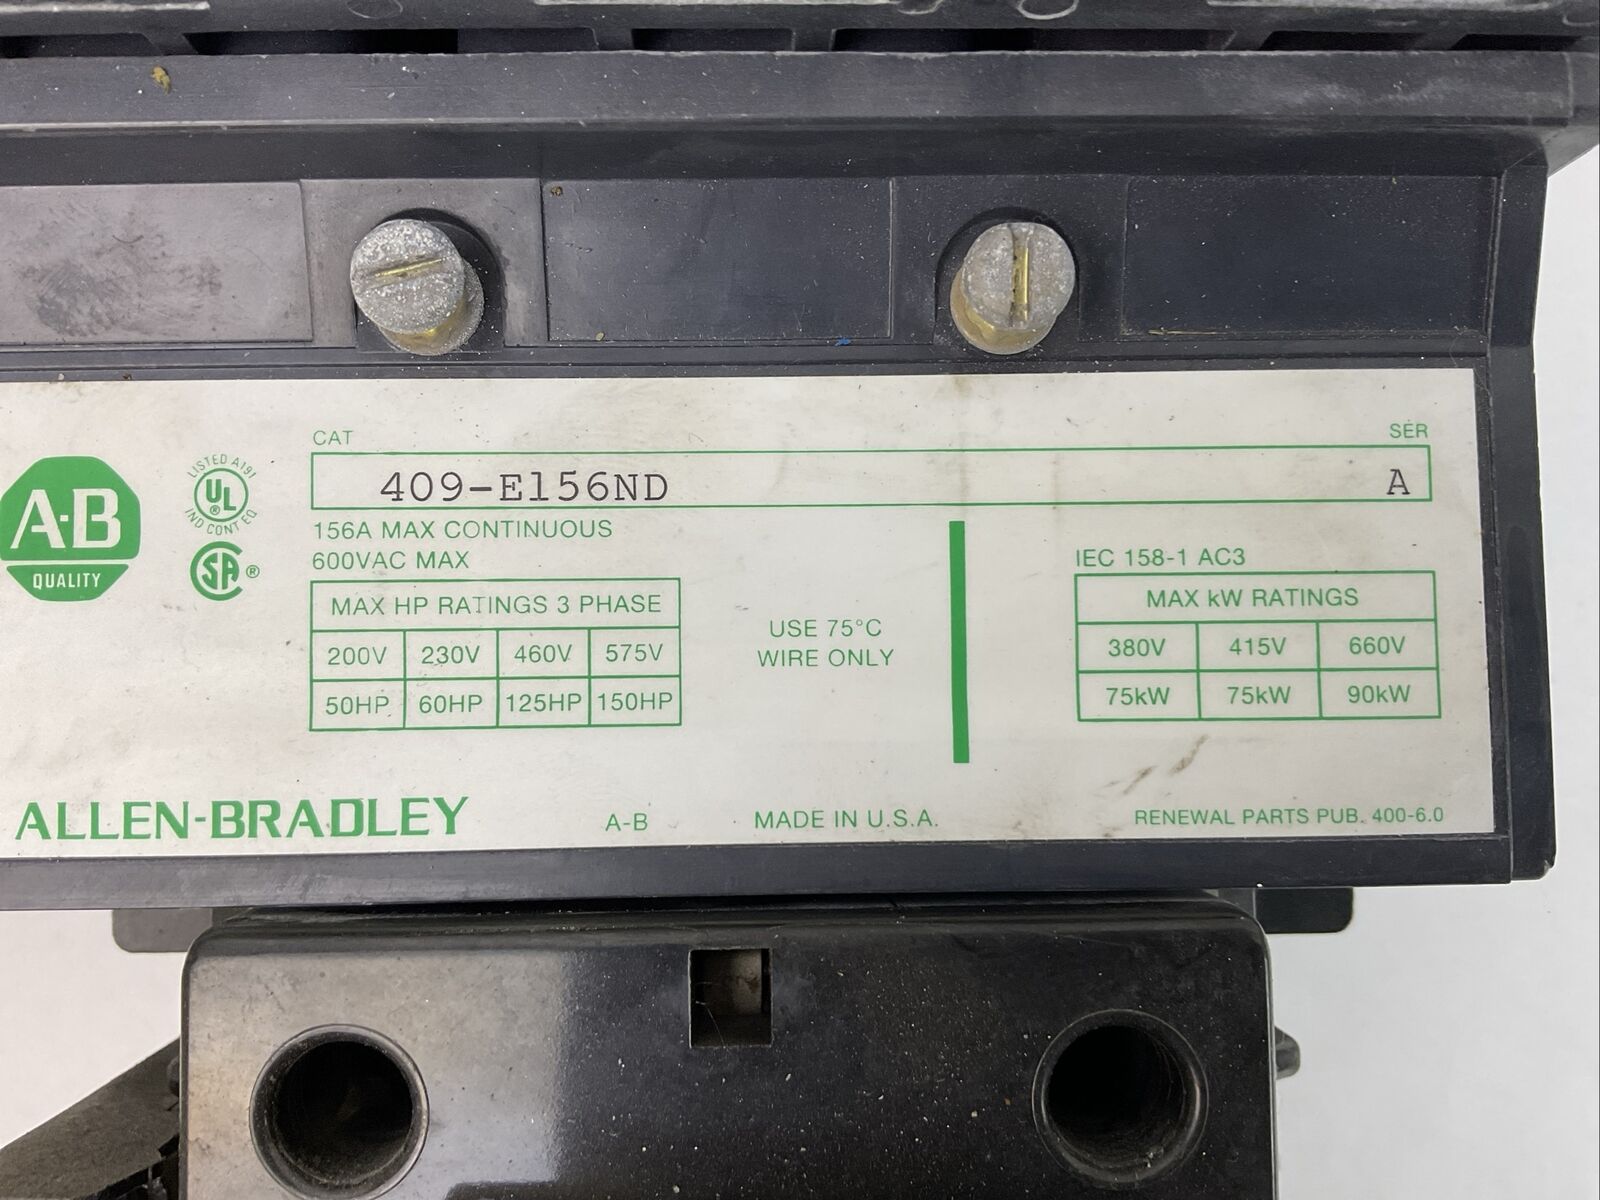 CAT SER
409-E156ND A
A-B
QUALITY
LISTED A191
UL ®
IND CONT EQ
SA ®
156A MAX CONTINUOUS
600VAC MAX
MAX HP RATINGS 3 PHASE
200V 230V 460V 575V
50HP 60HP 125HP 150HP
USE 75°C
WIRE ONLY
IEC 158-1 AC3
MAX kW RATINGS
380V 415V 660V
75kW 75kW 90kW
ALLEN-BRADLEY A-B MADE IN U.S.A. RENEWAL PARTS PUB. 400-6.0